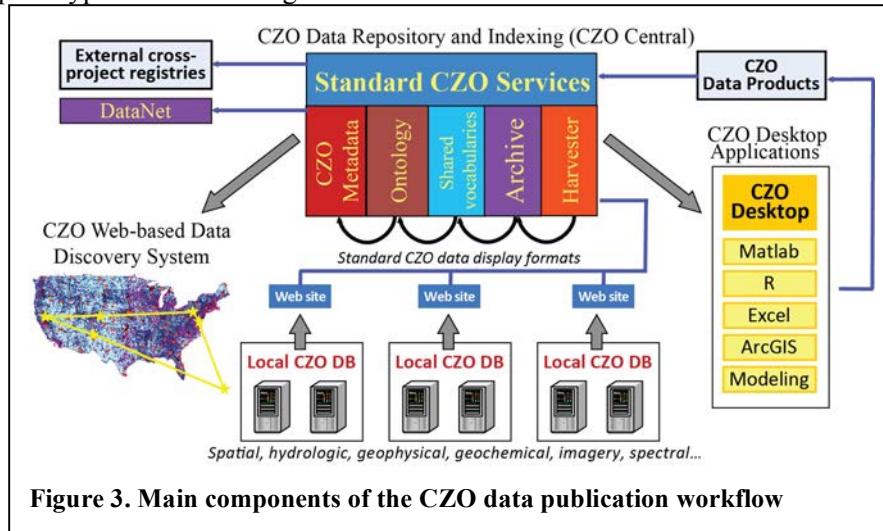 CZO Data Repository and Indexing (CZO Central)
External cross-
project registries
DataNet
Standard CZO Services
CZO
Metadata
Ontology
Shared
vocabularies
Archive
Harvester
CZO
Data Products
CZO Desktop
Applications
CZO
Desktop
Matlab
R
Excel
ArcGIS
Modeling
CZO Web-based Data
Discovery System
Standard CZO data display formats
Web site
Web site
Web site
Local CZO DB
Local CZO DB
Local CZO DB
Spatial, hydrologic, geophysical, geochemical, imagery, spectral...
Figure 3. Main components of the CZO data publication workflow